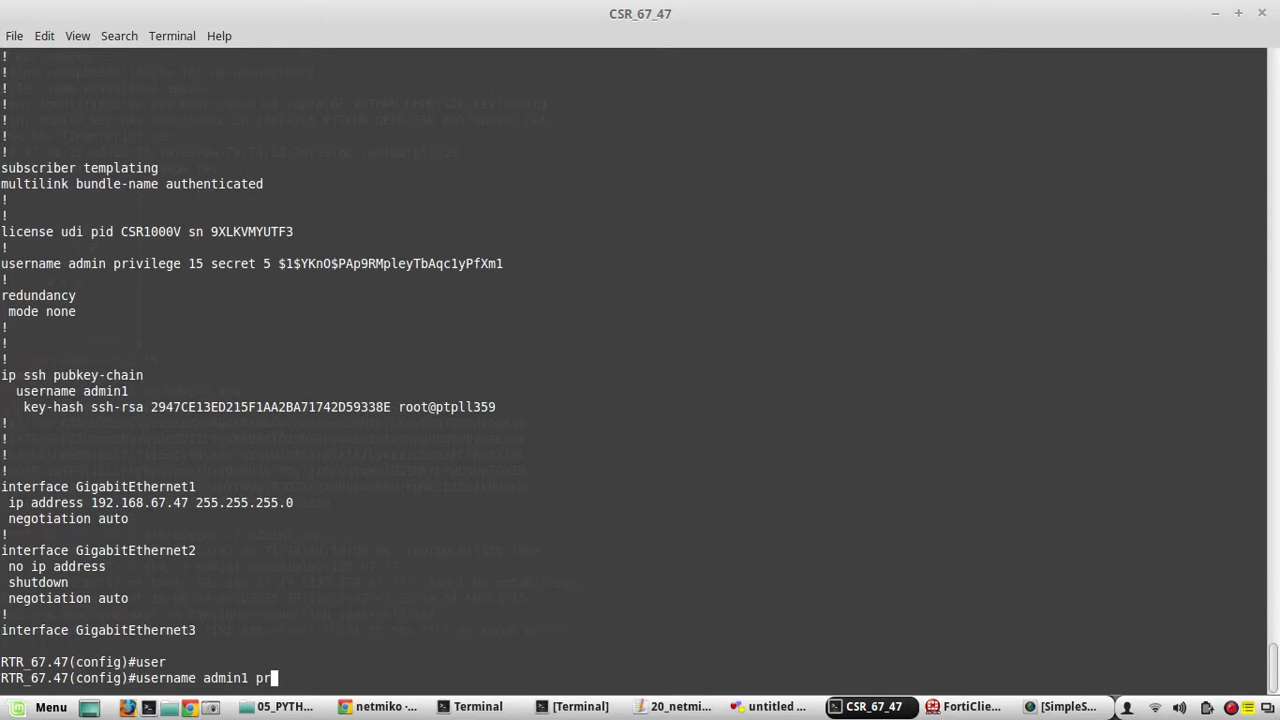 CSR_67_47
File Edit View Search Terminal Help
!
!
!
!
!
!
!
subscriber templating
multilink bundle-name authenticated
!
!
license udi pid CSR1000V sn 9XLKVMYUTF3
!
username admin privilege 15 secret 5 $1$YKnO$PAp9RMpleyTbAqc1yPfXm1
!
redundancy
mode none
!
!
!
ip ssh pubkey-chain
username admin1
key-hash ssh-rsa 2947CE13ED215F1AA2BA71742D59338E root@ptpll359
!
!
!
!
interface GigabitEthernet1
ip address 192.168.67.47 255.255.255.0
negotiation auto
!
interface GigabitEthernet2
no ip address
shutdown
negotiation auto
!
interface GigabitEthernet3
RTR_67.47(config)#user
RTR_67.47(config)#username admin1 pr
Menu 05_PYTH... netmiko -... Terminal [Terminal] 20_netmi... untitled ... CSR_67_47 FortiClie... [SimpleS...